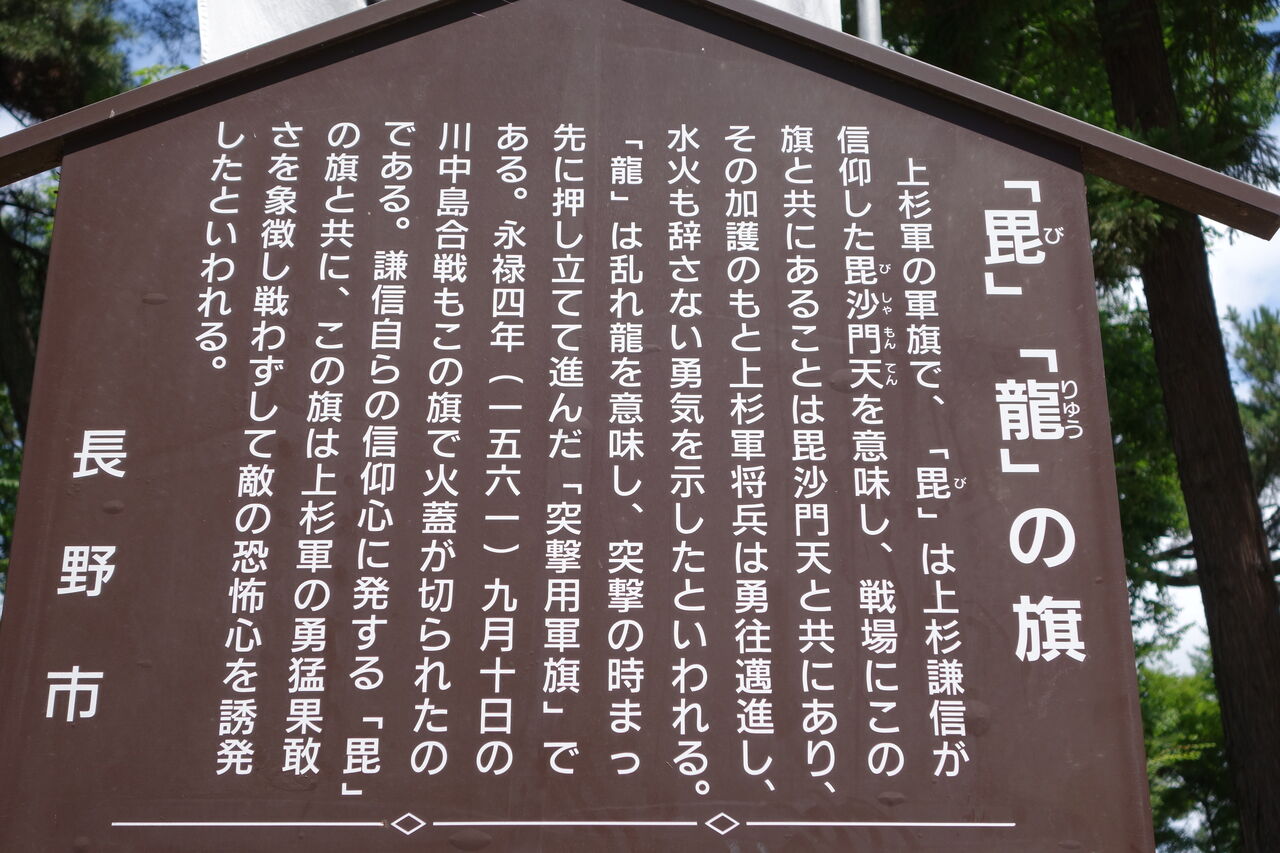 「毘」「龍」の旗
上杉軍の軍旗で、「毘」は上杉謙信が
信仰した毘沙門天を意味し、戦場にこの
旗と共にあることは毘沙門天と共にあり、
その加護のもと上杉軍将兵は勇往邁進し、
水火も辞さない勇気を示したといわれる。
「龍」は乱れ龍を意味し、突撃の時まっ
先に押し立てて進んだ「突撃用軍旗」で
ある。永禄四年（一五六一）九月十日の
川中島合戦もこの旗で火蓋が切られたの
である。謙信自らの信仰心に発する「毘」
の旗と共に、この旗は上杉軍の勇猛果敢
さを象徴し戦わずして敵の恐怖心を誘発
したといわれる。
長野市